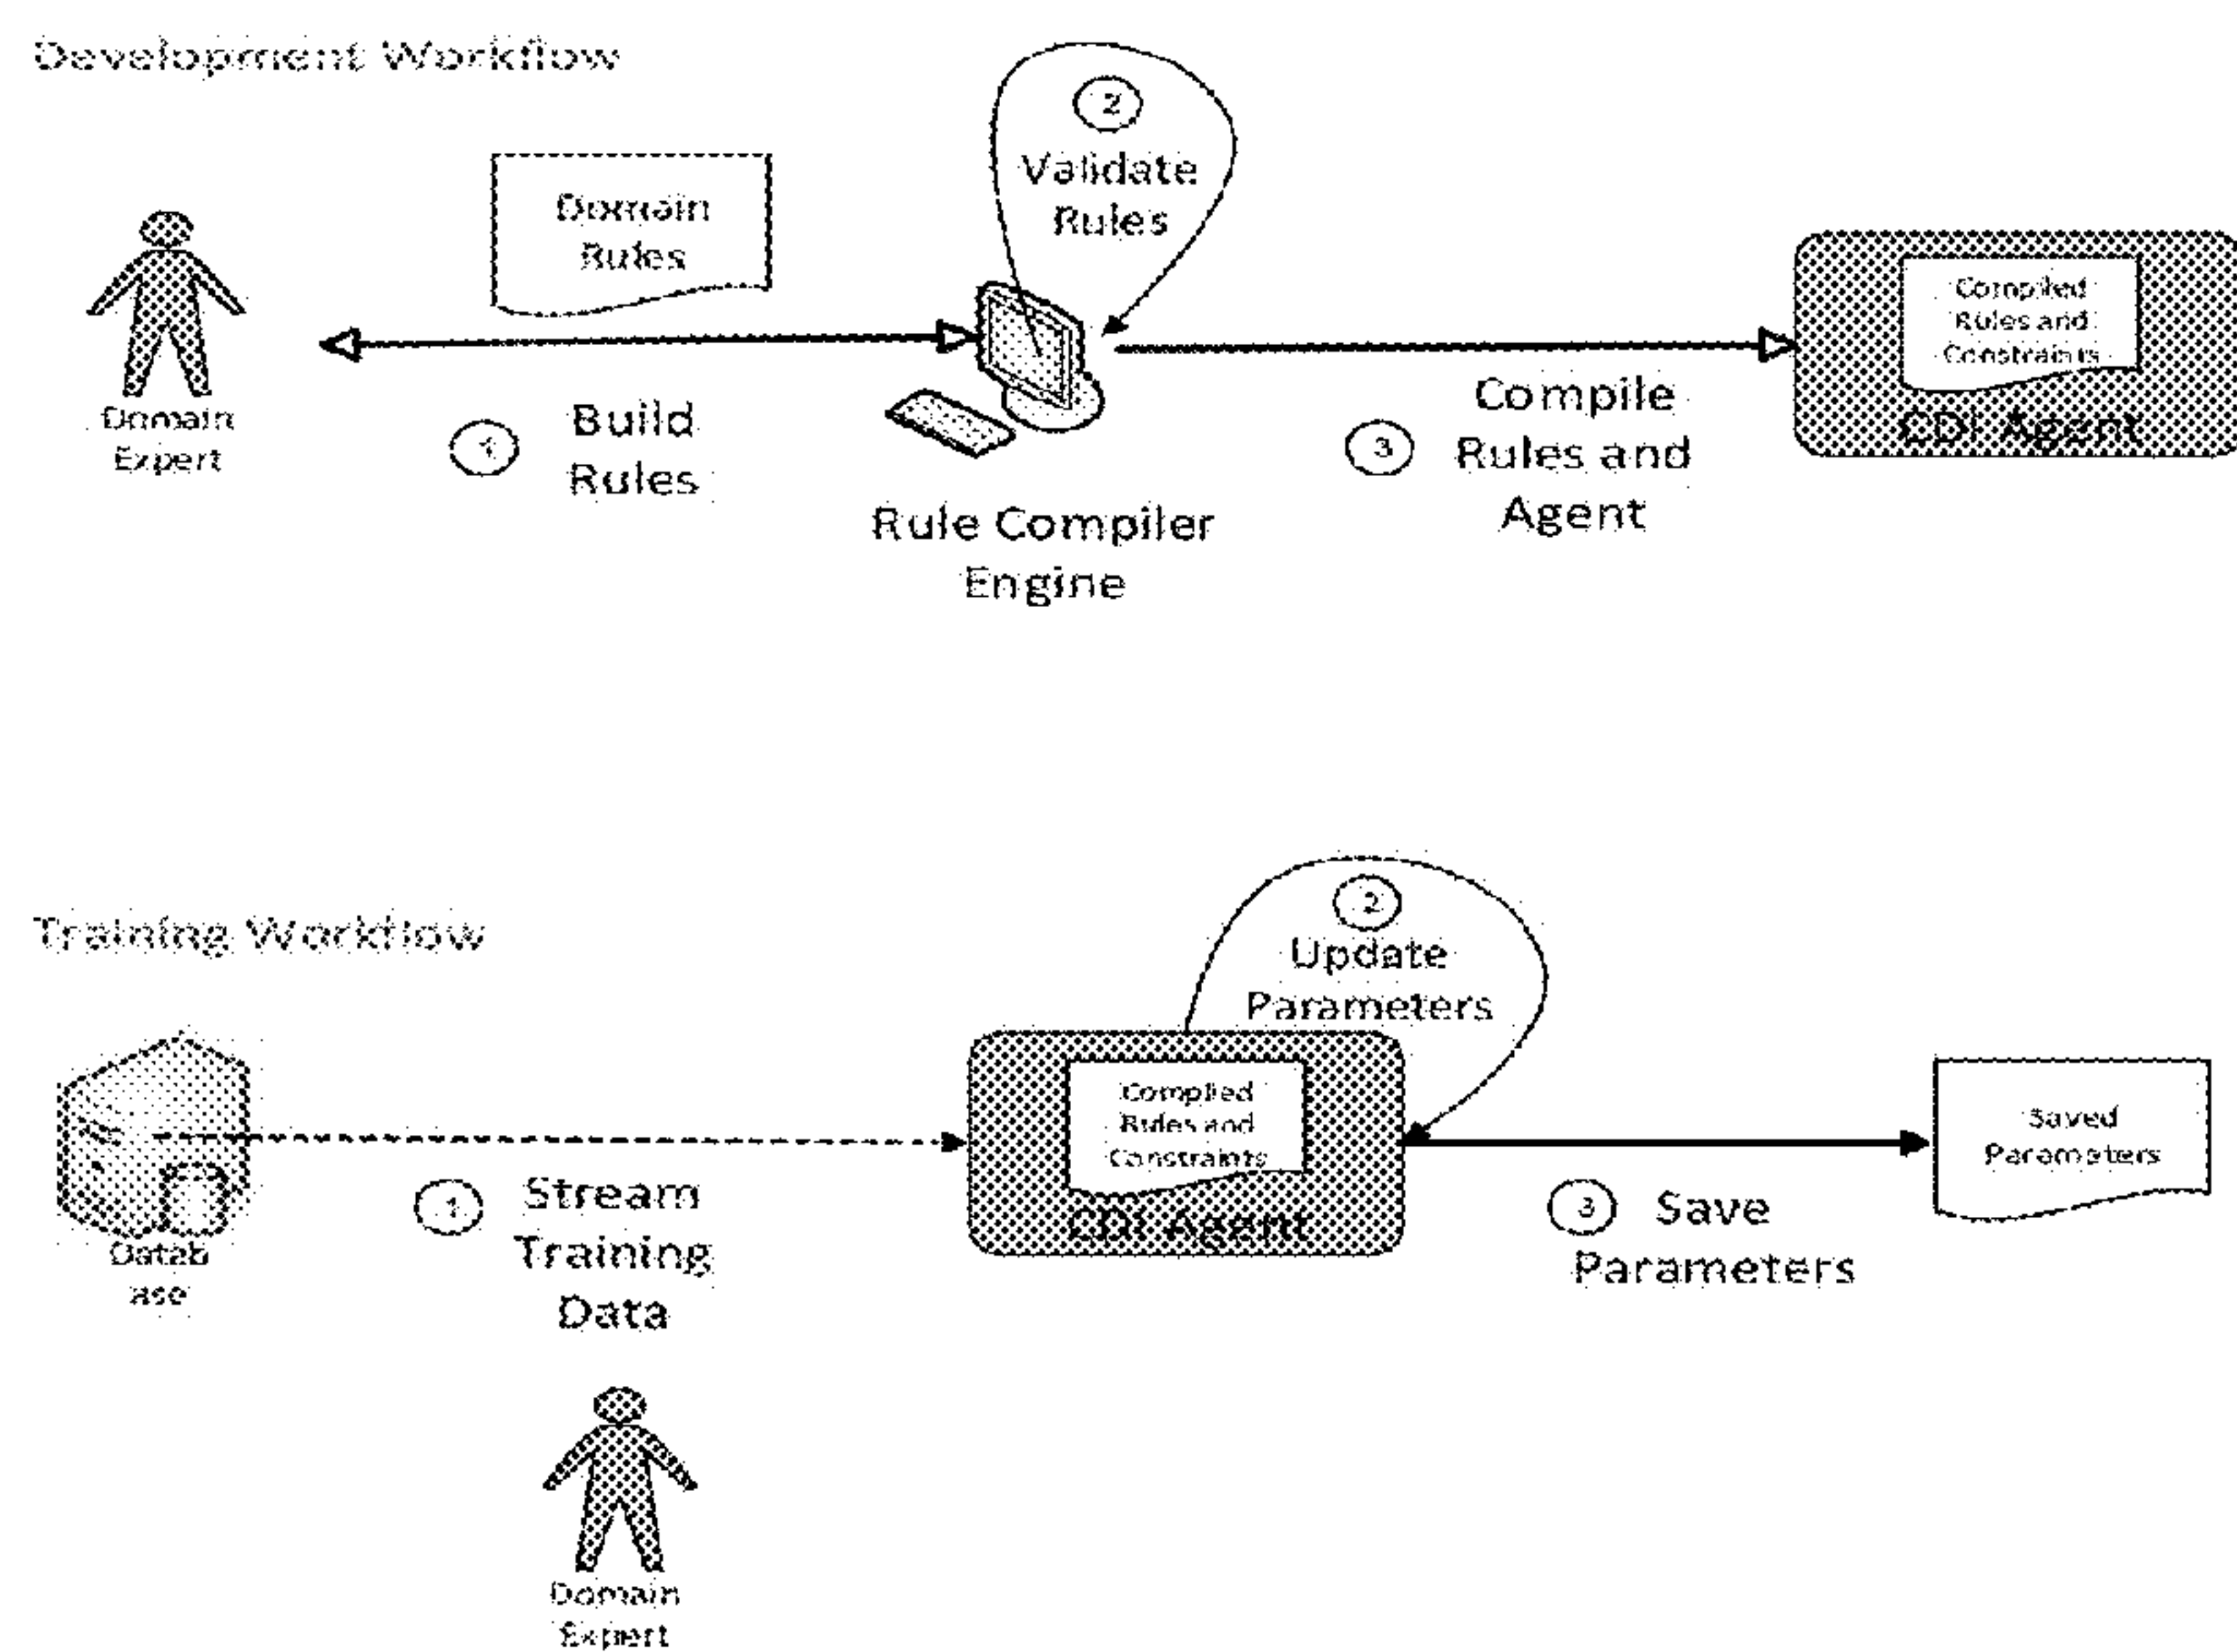 Development Workflow
2
Validate
Rules
Domain
Rules
Domain
Expert
1
Build
Rules
Rule Compiler
Engine
3
Compile
Rules and
Agent
Compiled
Rules and
Constraints
CDI Agent
Training Workflow
2
Update
Parameters
Datab
ase
1
Stream
Training
Data
Compiled
Rules and
Constraints
CDI Agent
3
Save
Parameters
Saved
Parameters
Domain
Expert